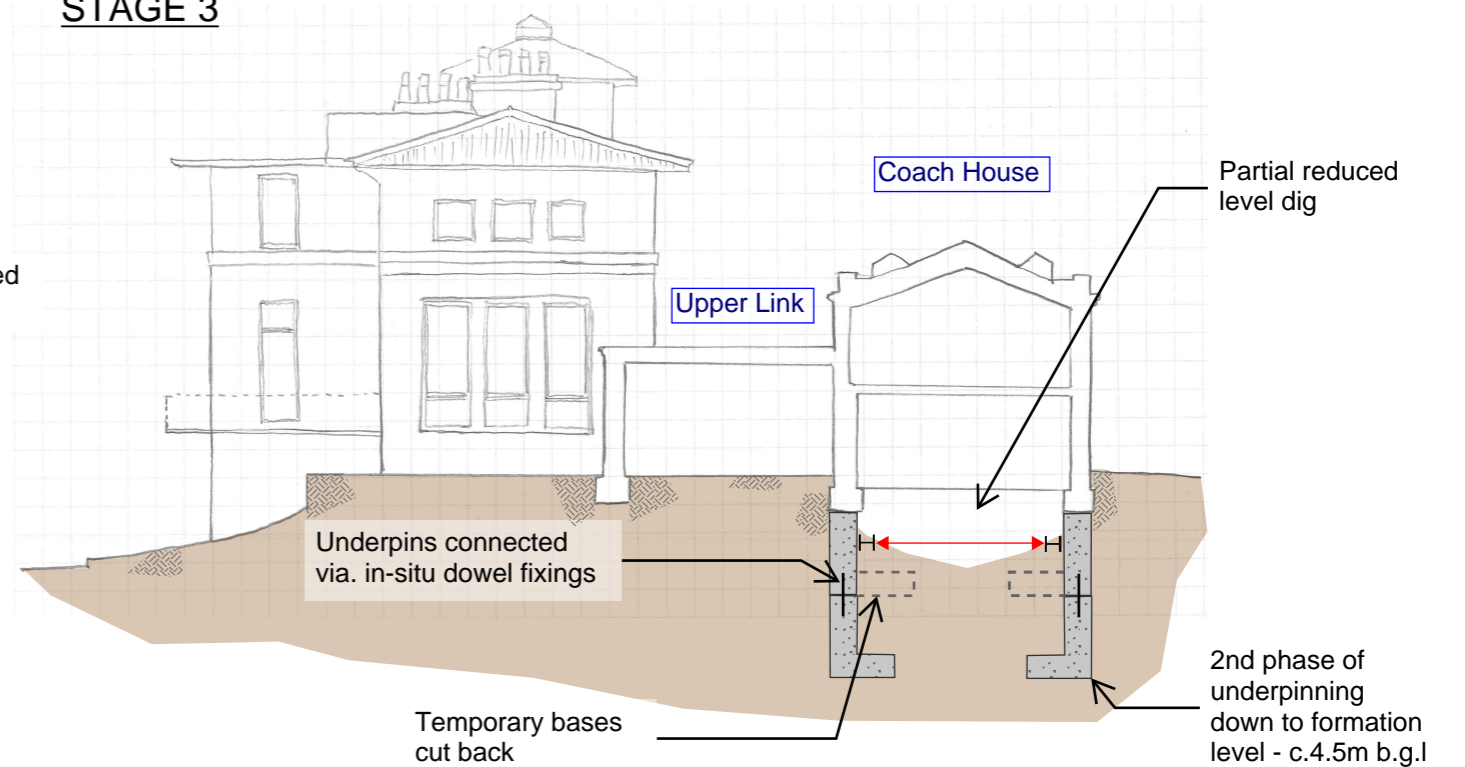 STAGE 3
ed
Coach House
Partial reduced
level dig
Upper Link
Underpins connected
via. in-situ dowel fixings
Temporary bases
cut back
2nd phase of
underpinning
down to formation
level - c.4.5m b.g.l